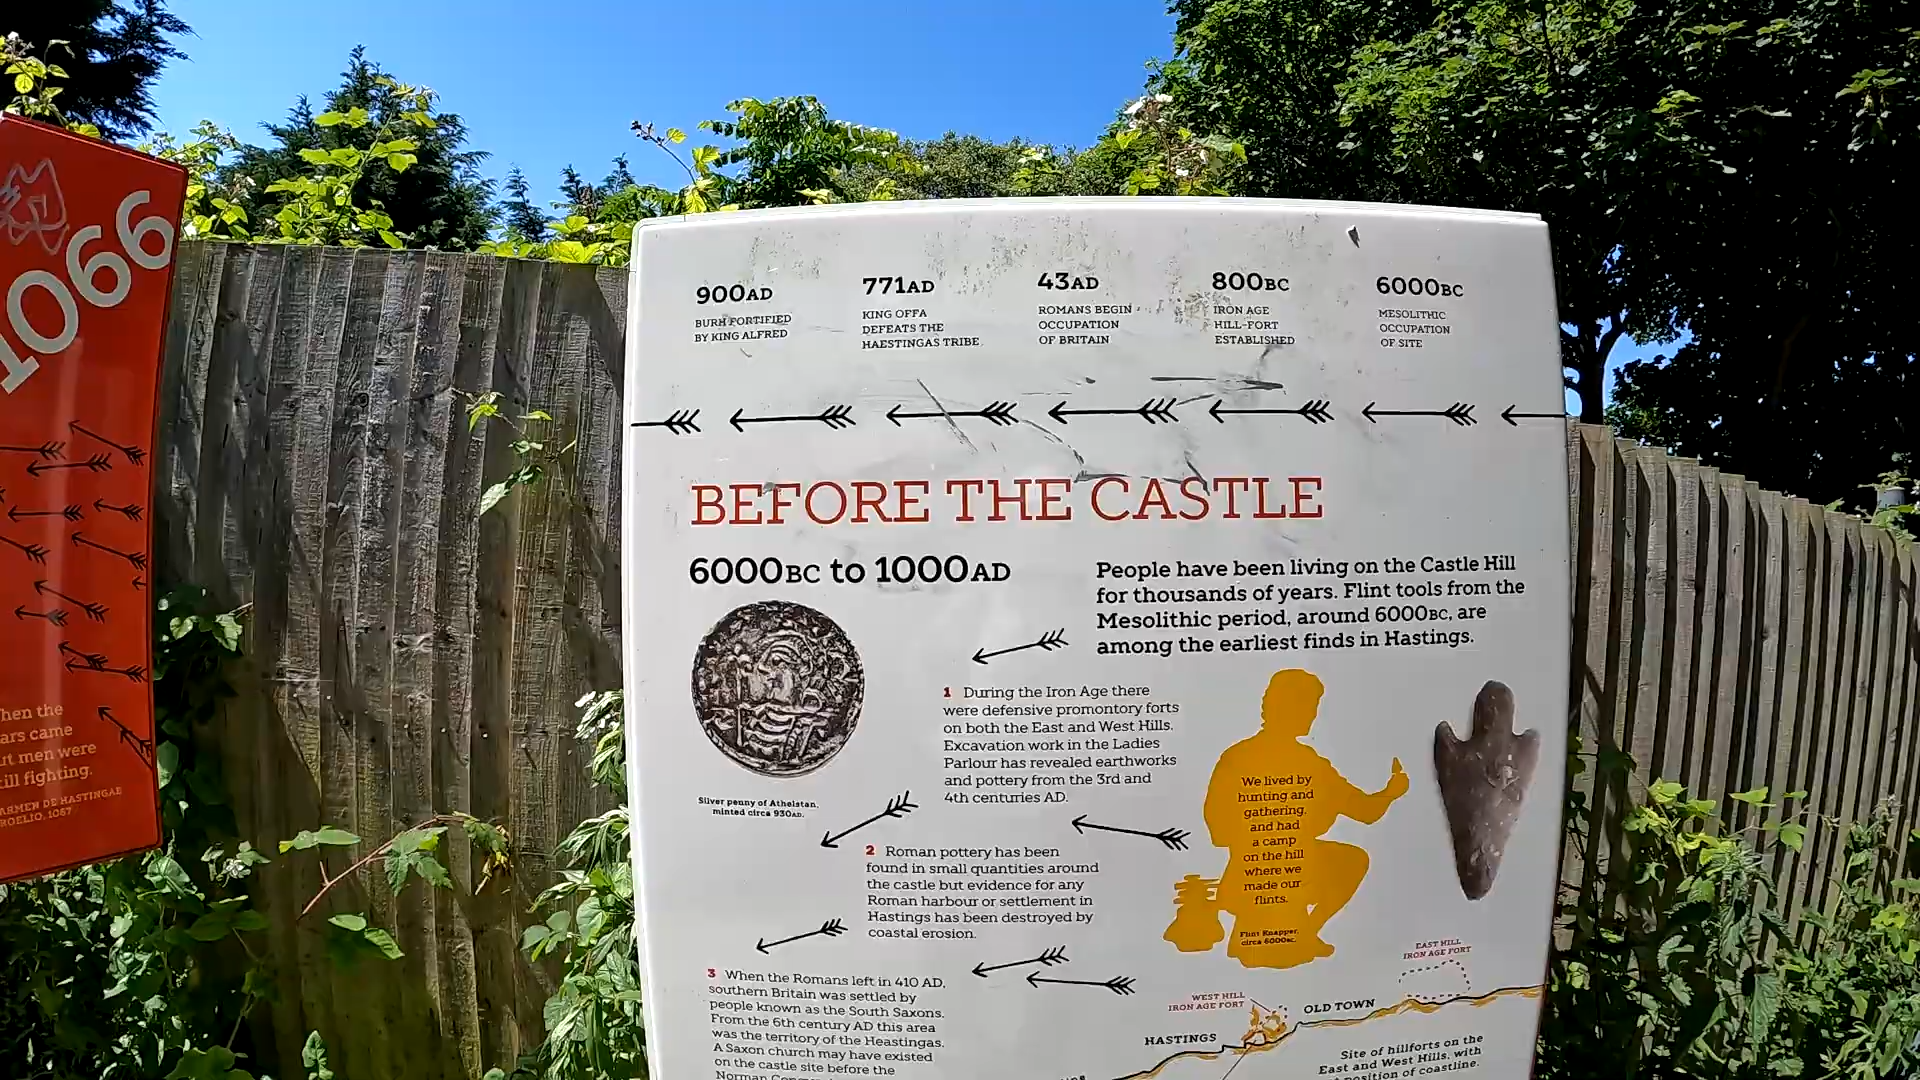 1066
hen the
ars came
rt men were
till fighting.
ARMEN DE HASTINGAE
ROELIO, 1067
900AD
BURH FORTIFIED
BY KING ALFRED
771AD
KING OFFA
DEFEATS THE
HAESTINGAS TRIBE
43AD
ROMANS BEGIN
OCCUPATION
OF BRITAIN
800BC
IRON AGE
HILL-FORT
ESTABLISHED
6000BC
MESOLITHIC
OCCUPATION
OF SITE
BEFORE THE CASTLE
6000BC to 1000AD
People have been living on the Castle Hill
for thousands of years. Flint tools from the
Mesolithic period, around 6000BC, are
among the earliest finds in Hastings.
Silver penny of Athelstan,
minted circa 930AD.
1 During the Iron Age there
were defensive promontory forts
on both the East and West Hills.
Excavation work in the Ladies
Parlour has revealed earthworks
and pottery from the 3rd and
4th centuries AD.
2 Roman pottery has been
found in small quantities around
the castle but evidence for any
Roman harbour or settlement in
Hastings has been destroyed by
coastal erosion.
3 When the Romans left in 410 AD,
southern Britain was settled by
people known as the South Saxons.
From the 6th century AD this area
was the territory of the Heastingas.
A Saxon church may have existed
on the castle site before the
Norman
We lived by
hunting and
gathering,
and had
a camp
on the hill
where we
made our
flints.
Flint Knapper,
circa 6000BC.
EAST HILL
IRON AGE FORT
WEST HILL
IRON AGE FORT
OLD TOWN
HASTINGS
Site of hillforts on the
East and West Hills, with
position of coastline.